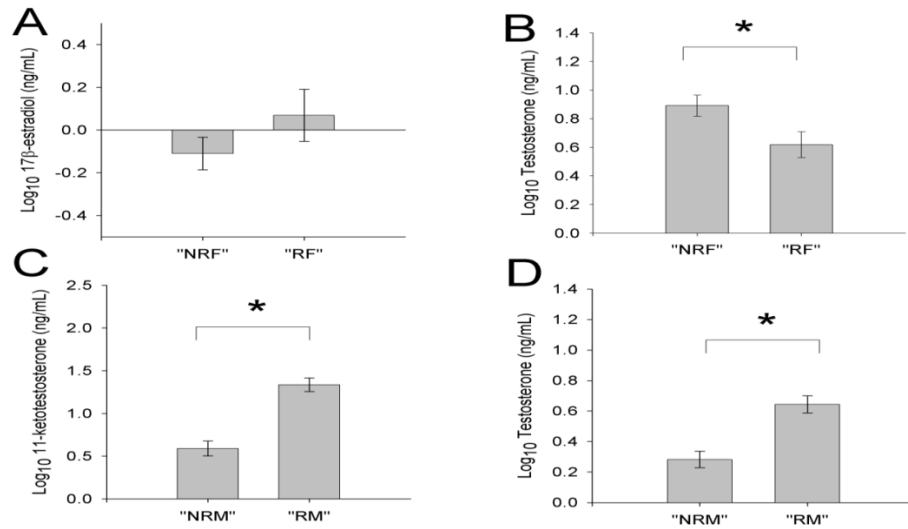 A
Log10 17β-estradiol (ng/mL)
0.4
0.2
0.0
-0.2
-0.4
"NRF" "RF"
B
*
Log10 Testosterone (ng/mL)
1.4
1.2
1.0
0.8
0.6
0.4
0.2
0.0
"NRF" "RF"
C
*
Log10 11-ketotestosterone (ng/mL)
2.5
2.0
1.5
1.0
0.5
0.0
"NRM" "RM"
D
*
Log10 Testosterone (ng/mL)
1.4
1.2
1.0
0.8
0.6
0.4
0.2
0.0
"NRM" "RM"